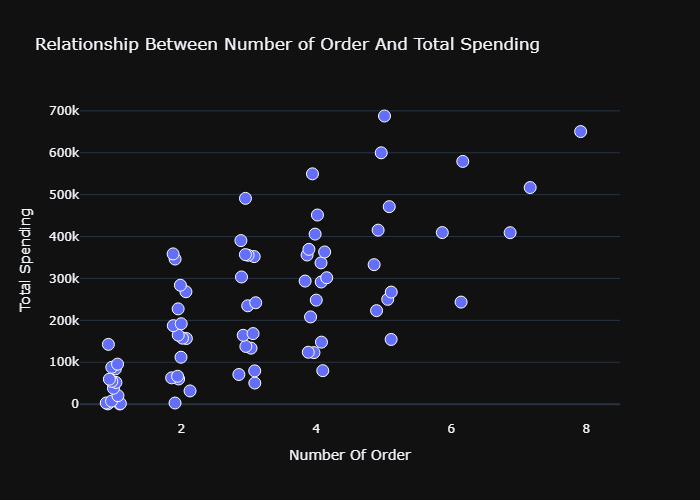 Relationship Between Number of Order And Total Spending
700k
600k
500k
400k
300k
200k
100k
0
Total Spending
2 4 6 8
Number Of Order